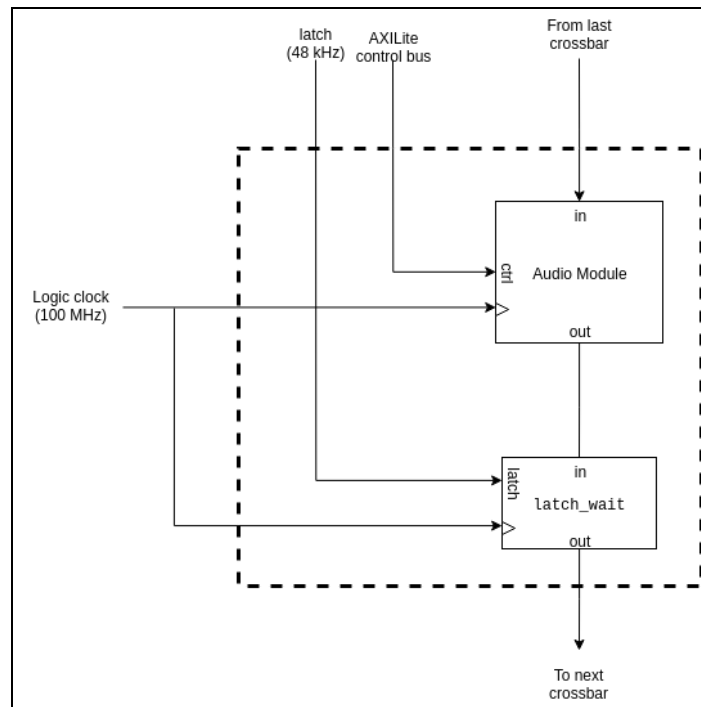 latch
(48 kHz)
AXILite
control bus
From last
crossbar
in
ctrl
Audio Module
Logic clock
(100 MHz)
out
in
latch
latch_wait
out
To next
crossbar